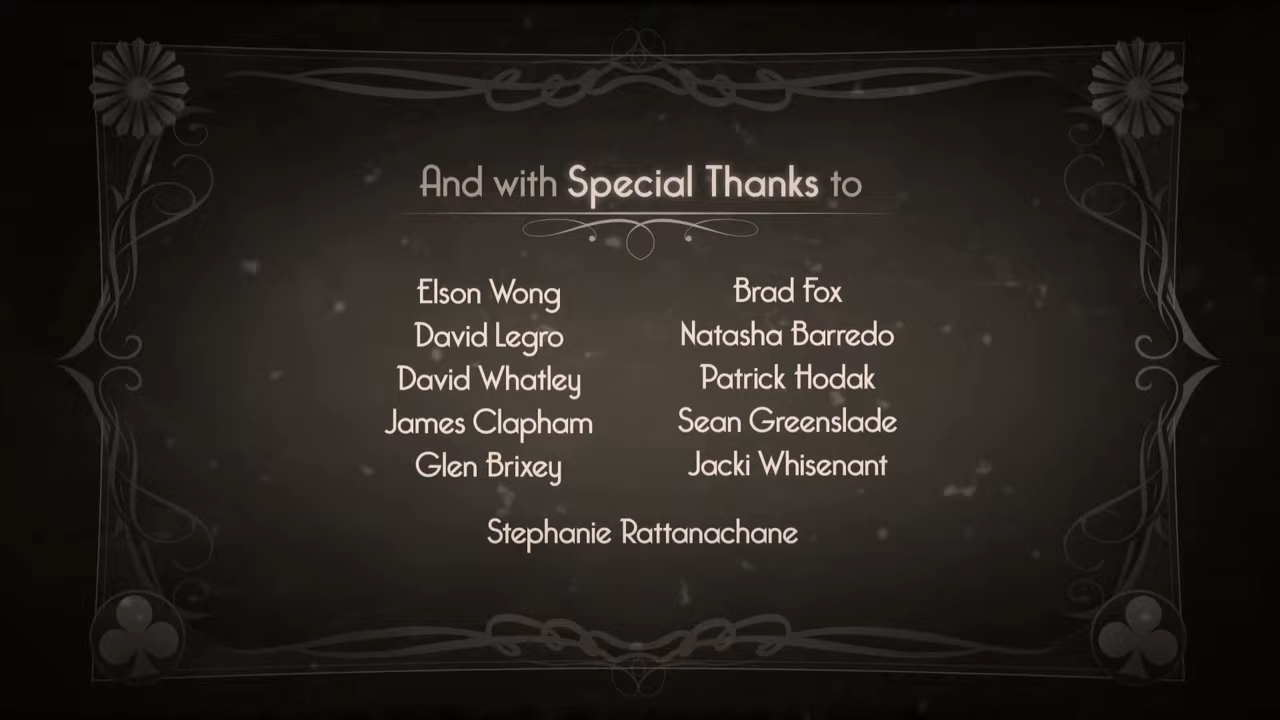 And with Special Thanks to
Elson Wong
David Legro
David Whatley
James Clapham
Glen Brixey
Brad Fox
Natasha Barredo
Patrick Hodak
Sean Greenslade
Jacki Whisenant
Stephanie Rattanachane